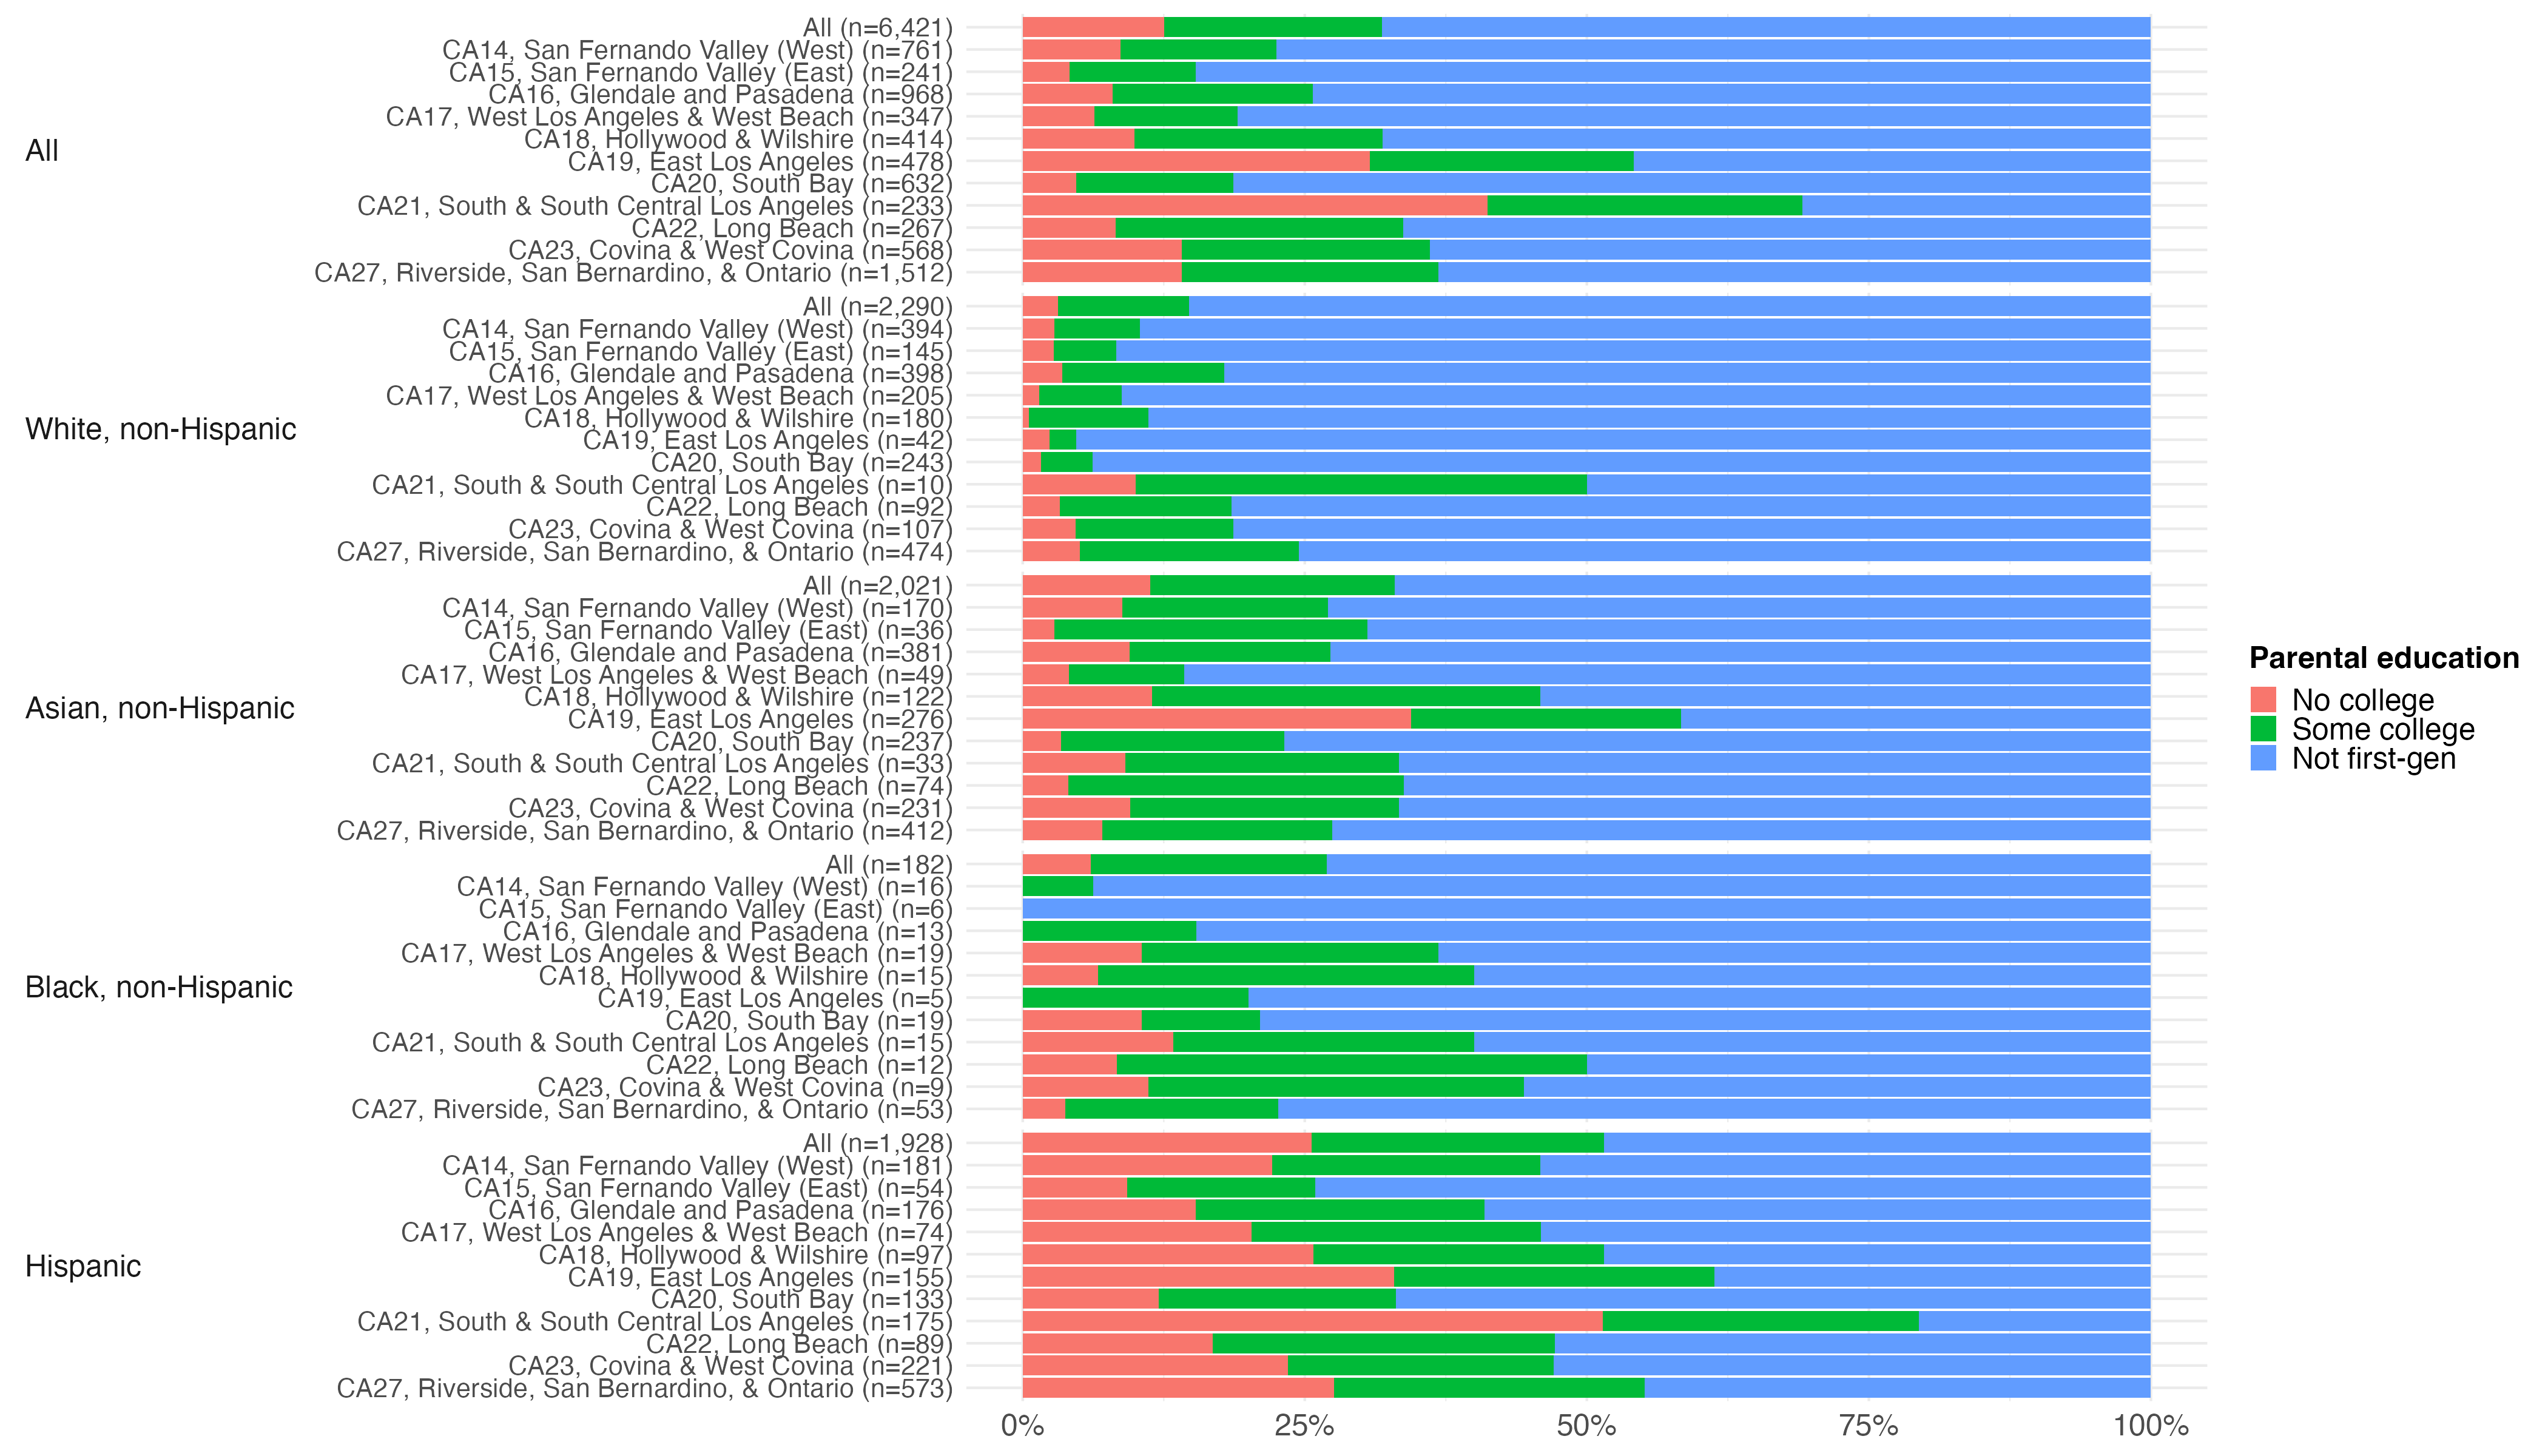 All
All (n=6,421)
CA14, San Fernando Valley (West) (n=761)
CA15, San Fernando Valley (East) (n=241)
CA16, Glendale and Pasadena (n=968)
CA17, West Los Angeles & West Beach (n=347)
CA18, Hollywood & Wilshire (n=414)
CA19, East Los Angeles (n=478)
CA20, South Bay (n=632)
CA21, South & South Central Los Angeles (n=233)
CA22, Long Beach (n=267)
CA23, Covina & West Covina (n=568)
CA27, Riverside, San Bernardino, & Ontario (n=1,512)
White, non-Hispanic
All (n=2,290)
CA14, San Fernando Valley (West) (n=394)
CA15, San Fernando Valley (East) (n=145)
CA16, Glendale and Pasadena (n=398)
CA17, West Los Angeles & West Beach (n=205)
CA18, Hollywood & Wilshire (n=180)
CA19, East Los Angeles (n=42)
CA20, South Bay (n=243)
CA21, South & South Central Los Angeles (n=10)
CA22, Long Beach (n=92)
CA23, Covina & West Covina (n=107)
CA27, Riverside, San Bernardino, & Ontario (n=474)
Asian, non-Hispanic
All (n=2,021)
CA14, San Fernando Valley (West) (n=170)
CA15, San Fernando Valley (East) (n=36)
CA16, Glendale and Pasadena (n=381)
CA17, West Los Angeles & West Beach (n=49)
CA18, Hollywood & Wilshire (n=122)
CA19, East Los Angeles (n=276)
CA20, South Bay (n=237)
CA21, South & South Central Los Angeles (n=33)
CA22, Long Beach (n=74)
CA23, Covina & West Covina (n=231)
CA27, Riverside, San Bernardino, & Ontario (n=412)
Black, non-Hispanic
All (n=182)
CA14, San Fernando Valley (West) (n=16)
CA15, San Fernando Valley (East) (n=6)
CA16, Glendale and Pasadena (n=13)
CA17, West Los Angeles & West Beach (n=19)
CA18, Hollywood & Wilshire (n=15)
CA19, East Los Angeles (n=5)
CA20, South Bay (n=19)
CA21, South & South Central Los Angeles (n=15)
CA22, Long Beach (n=12)
CA23, Covina & West Covina (n=9)
CA27, Riverside, San Bernardino, & Ontario (n=53)
Hispanic
All (n=1,928)
CA14, San Fernando Valley (West) (n=181)
CA15, San Fernando Valley (East) (n=54)
CA16, Glendale and Pasadena (n=176)
CA17, West Los Angeles & West Beach (n=74)
CA18, Hollywood & Wilshire (n=97)
CA19, East Los Angeles (n=155)
CA20, South Bay (n=133)
CA21, South & South Central Los Angeles (n=175)
CA22, Long Beach (n=89)
CA23, Covina & West Covina (n=221)
CA27, Riverside, San Bernardino, & Ontario (n=573)
0% 25% 50% 75% 100%
Parental education
No college
Some college
Not first-gen